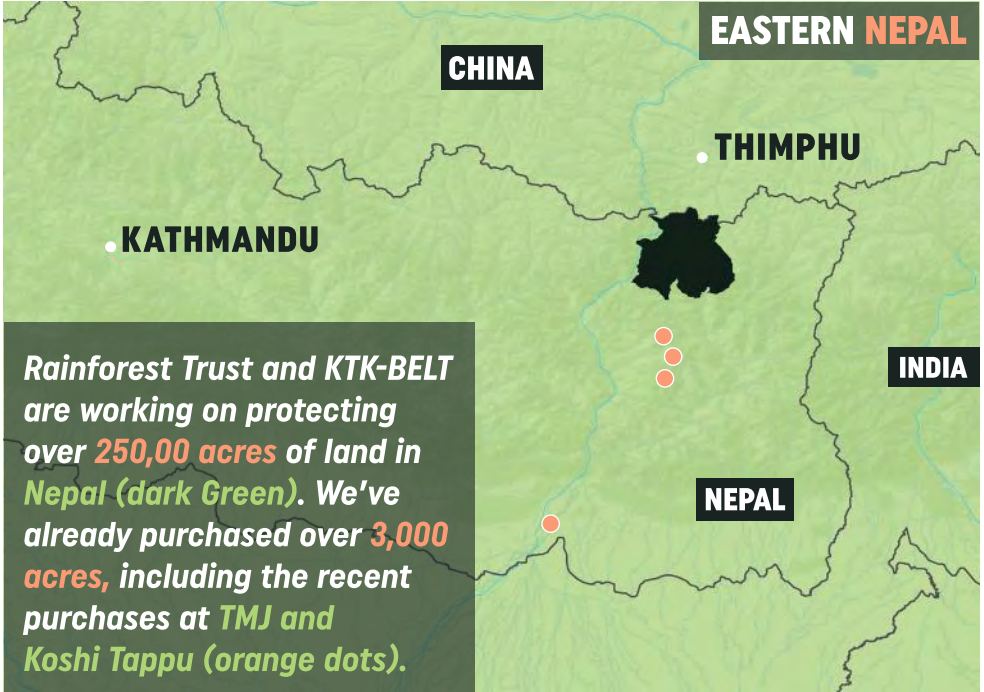 EASTERN NEPAL
CHINA
THIMPHU
KATHMANDU
INDIA
NEPAL
Rainforest Trust and KTK-BELT
are working on protecting
over 250,00 acres of land in
Nepal (dark Green). We've
already purchased over 3,000
acres, including the recent
purchases at TMJ and
Koshi Tappu (orange dots).